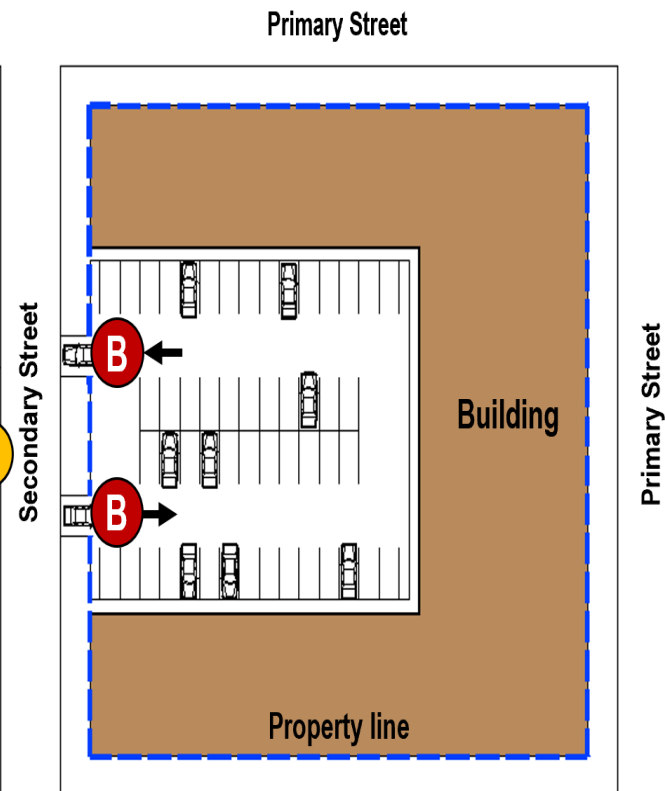 Primary Street
Secondary Street
B
B
Building
Primary Street
Property line